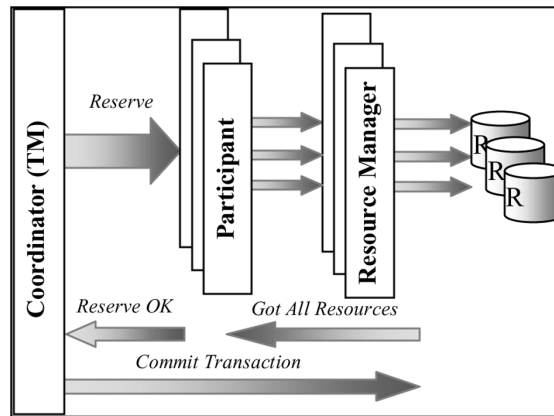 Coordinator (TM)
Reserve
Participant
Resource Manager
R
R
R
Reserve OK
Got All Resources
Commit Transaction